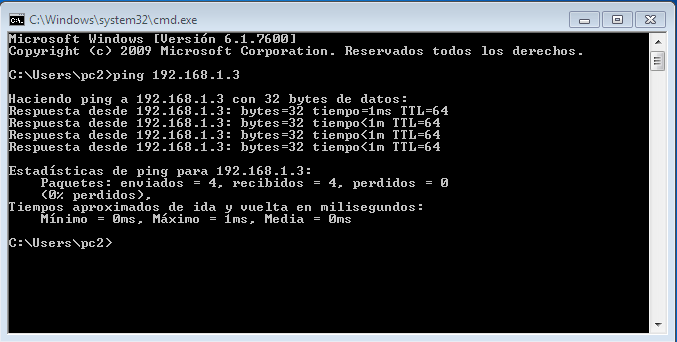 C:\Windows\system32\cmd.exe
Microsoft Windows [Versión 6.1.7600]
Copyright (c) 2009 Microsoft Corporation. Reservados todos los derechos.
C:\Users\pc2>ping 192.168.1.3
Haciendo ping a 192.168.1.3 con 32 bytes de datos:
Respuesta desde 192.168.1.3: bytes=32 tiempo=1ms TTL=64
Respuesta desde 192.168.1.3: bytes=32 tiempo<1m TTL=64
Respuesta desde 192.168.1.3: bytes=32 tiempo<1m TTL=64
Respuesta desde 192.168.1.3: bytes=32 tiempo<1m TTL=64
Estadísticas de ping para 192.168.1.3:
Paquetes: enviados = 4, recibidos = 4, perdidos = 0
(0% perdidos),
Tiempos aproximados de ida y vuelta en milisegundos:
Mínimo = 0ms, Máximo = 1ms, Media = 0ms
C:\Users\pc2>